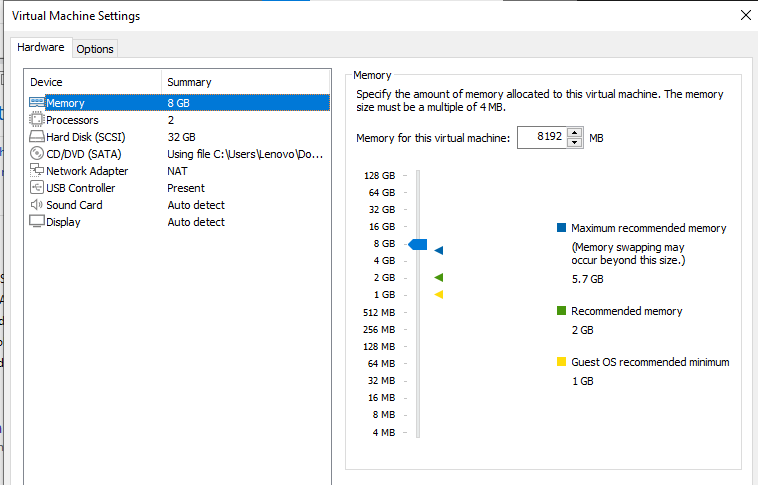 Virtual Machine Settings
Hardware
Options
Device Summary
Memory 8 GB
Processors 2
Hard Disk (SCSI) 32 GB
CD/DVD (SATA) Using file C:\Users\Lenovo\Do...
Network Adapter NAT
USB Controller Present
Sound Card Auto detect
Display Auto detect
Memory
Specify the amount of memory allocated to this virtual machine. The memory
size must be a multiple of 4 MB.
Memory for this virtual machine: 8192 MB
128 GB
64 GB
32 GB
16 GB
8 GB
4 GB
2 GB
1 GB
512 MB
256 MB
128 MB
64 MB
32 MB
16 MB
8 MB
4 MB
Maximum recommended memory
(Memory swapping may
occur beyond this size.)
5.7 GB
Recommended memory
2 GB
Guest OS recommended minimum
1 GB